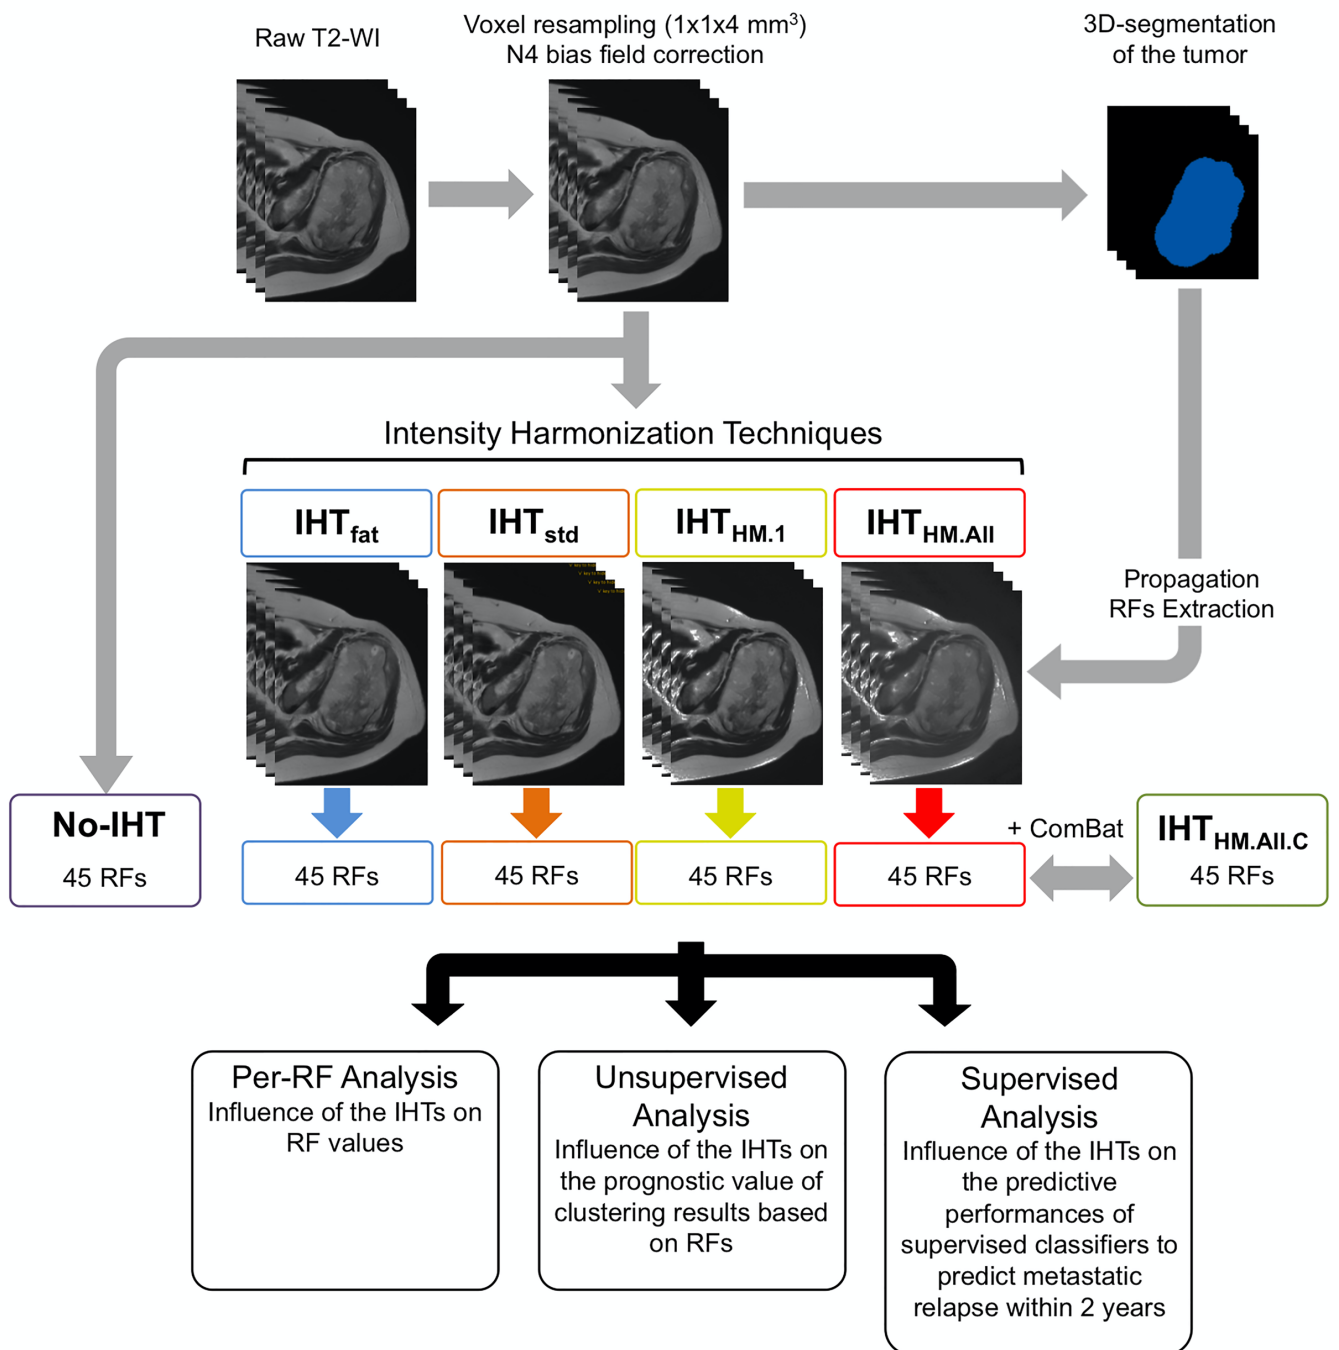 Raw T2-WI
Voxel resampling (1x1x4 mm³)
N4 bias field correction
3D-segmentation
of the tumor
Intensity Harmonization Techniques
IHTfat
IHTstd
IHTHM.1
IHTHM.All
Propagation
RFs Extraction
No-IHT
45 RFs
45 RFs
45 RFs
45 RFs
45 RFs
+ ComBat
IHTHM.All.C
45 RFs
Per-RF Analysis
Influence of the IHTs on
RF values
Unsupervised
Analysis
Influence of the IHTs on
the prognostic value of
clustering results based
on RFs
Supervised
Analysis
Influence of the IHTs on
the predictive
performances of
supervised classifiers to
predict metastatic
relapse within 2 years